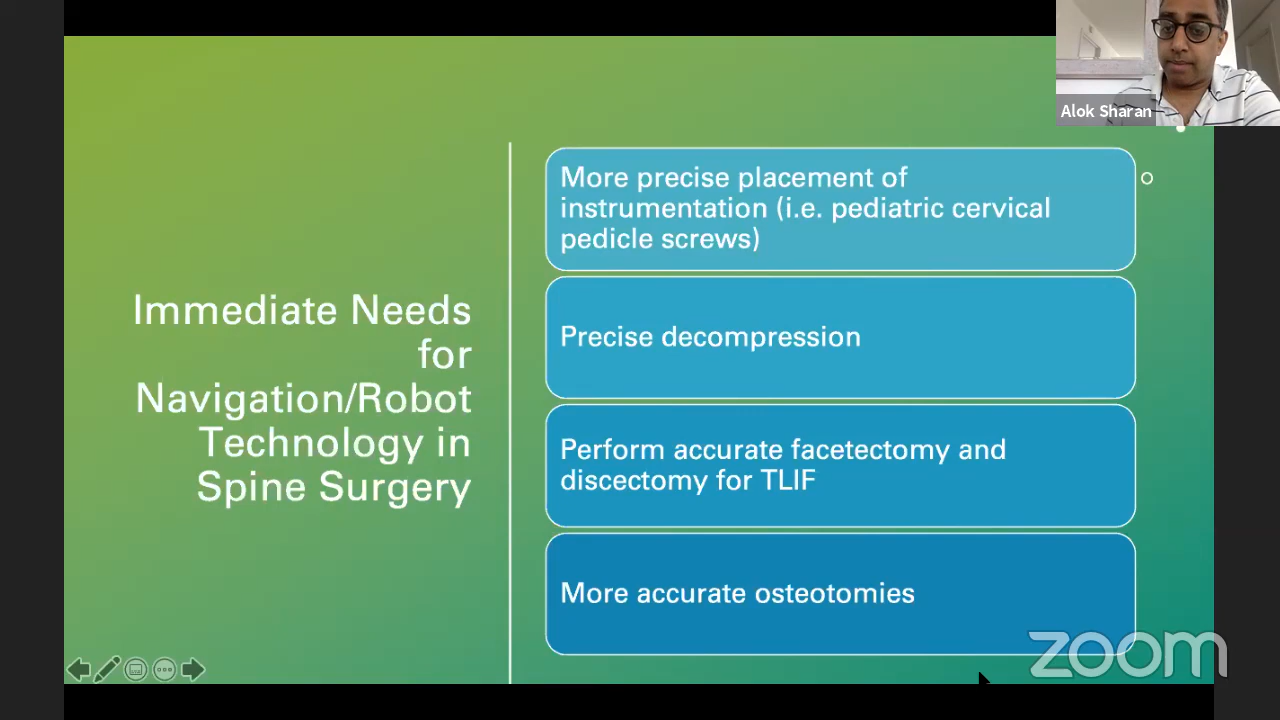 Alok Sharan
Immediate Needs
for
Navigation/Robot
Technology in
Spine Surgery
More precise placement of
instrumentation (i.e. pediatric cervical
pedicle screws)
Precise decompression
Perform accurate facetectomy and
discectomy for TLIF
More accurate osteotomies
zoom